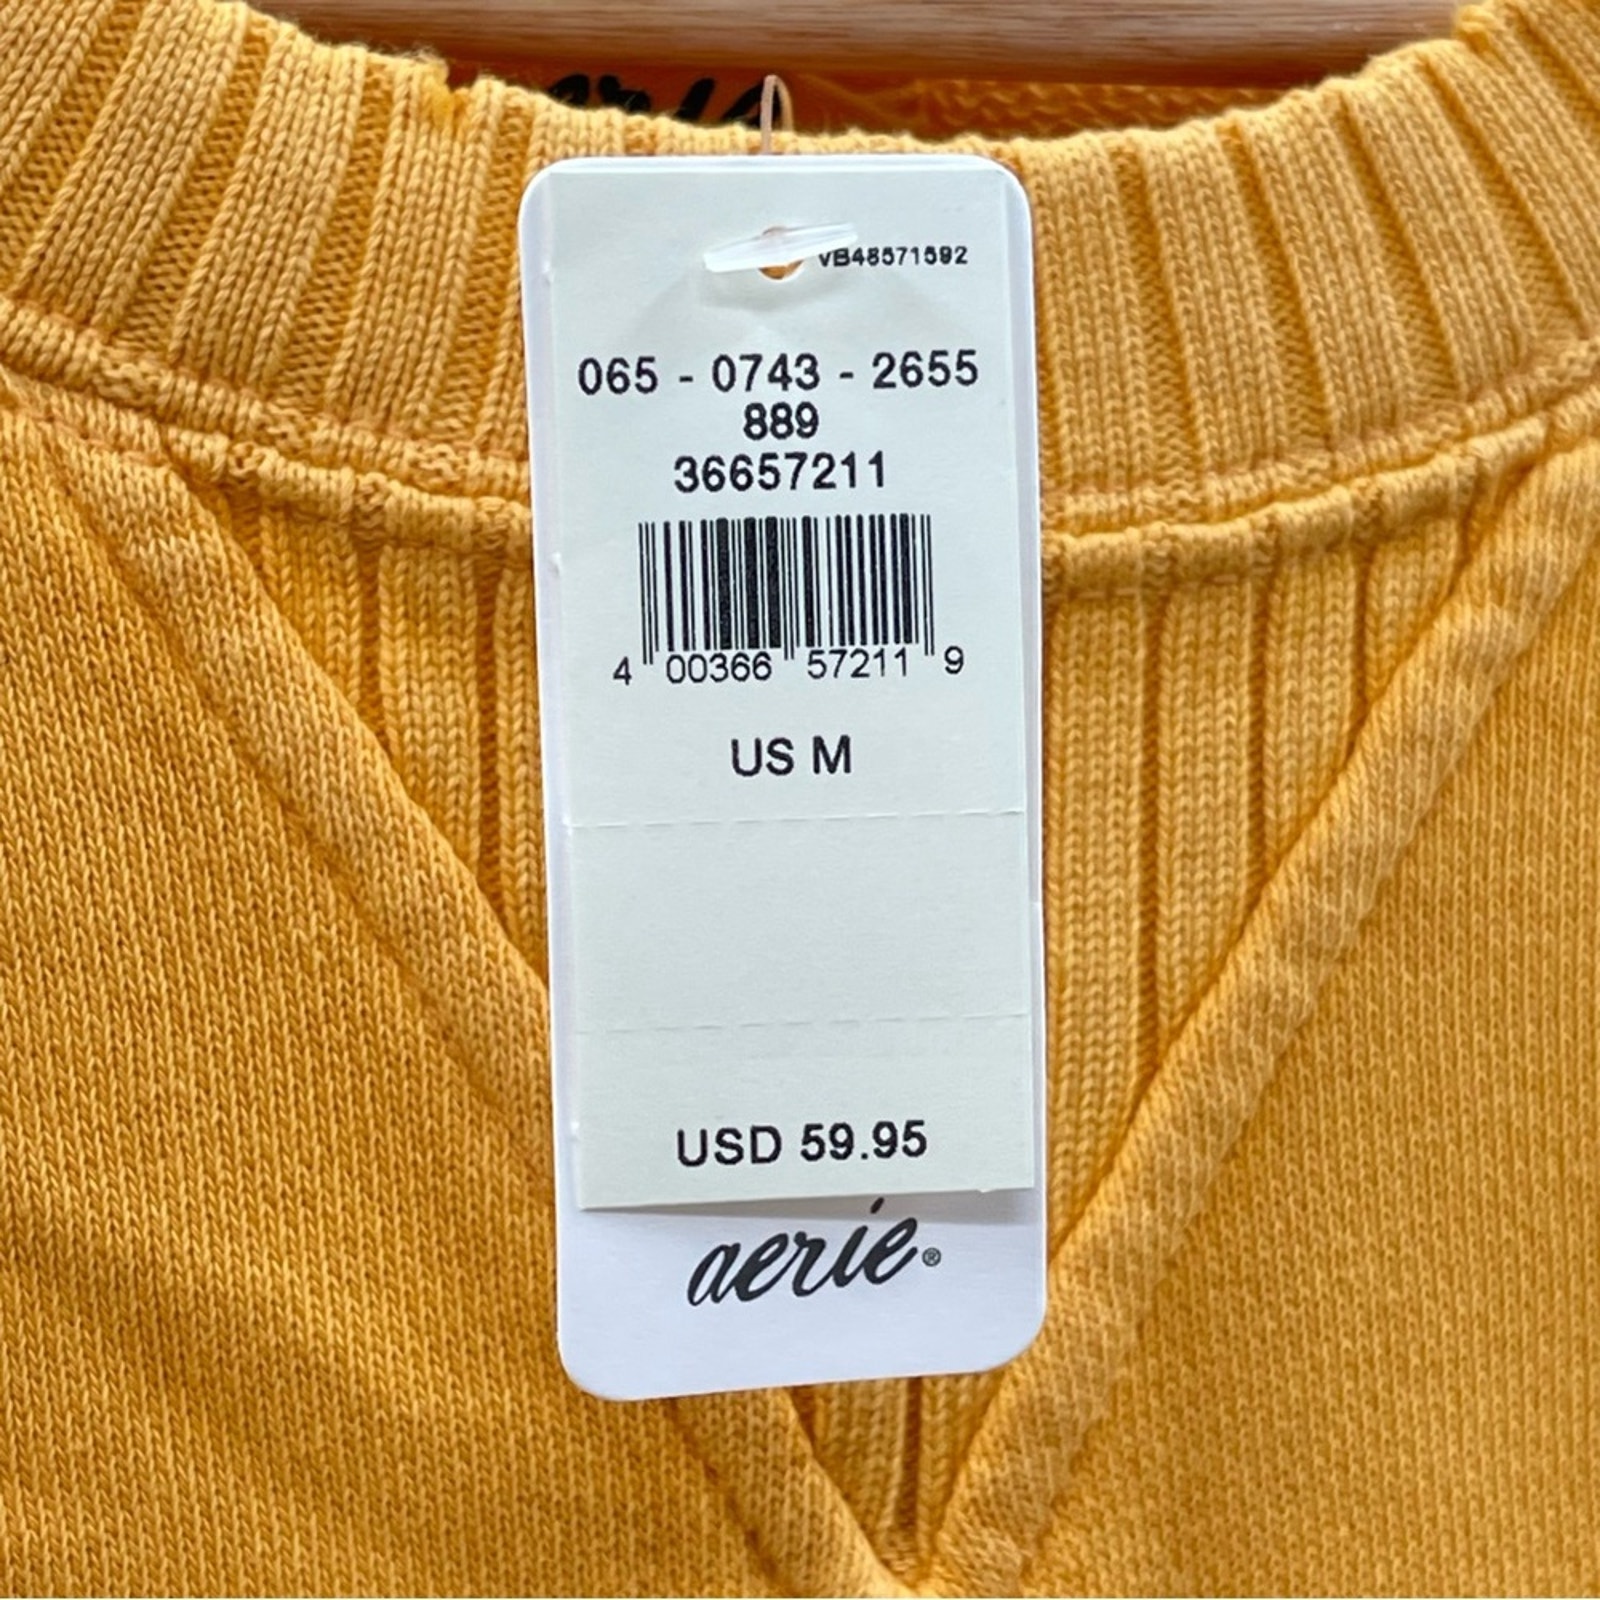 VB48571592
065 - 0743 - 2655
889
36657211
4 00366 57211 9
US M
USD 59.95
aerie®